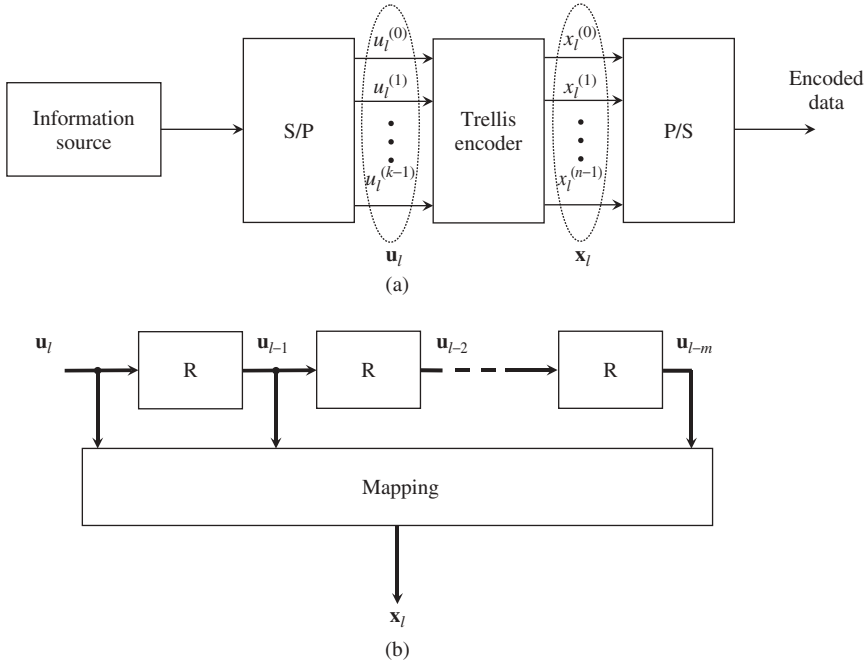 u_l^(0) x_l^(0)
u_l^(1) x_l^(1)
Information source
S/P
Trellis encoder
P/S
Encoded data
u_l^(k−1) x_l^(n−1)
u_l x_l
(a)
u_l u_l−1 u_l−2 u_l−m
R R R
Mapping
x_l
(b)